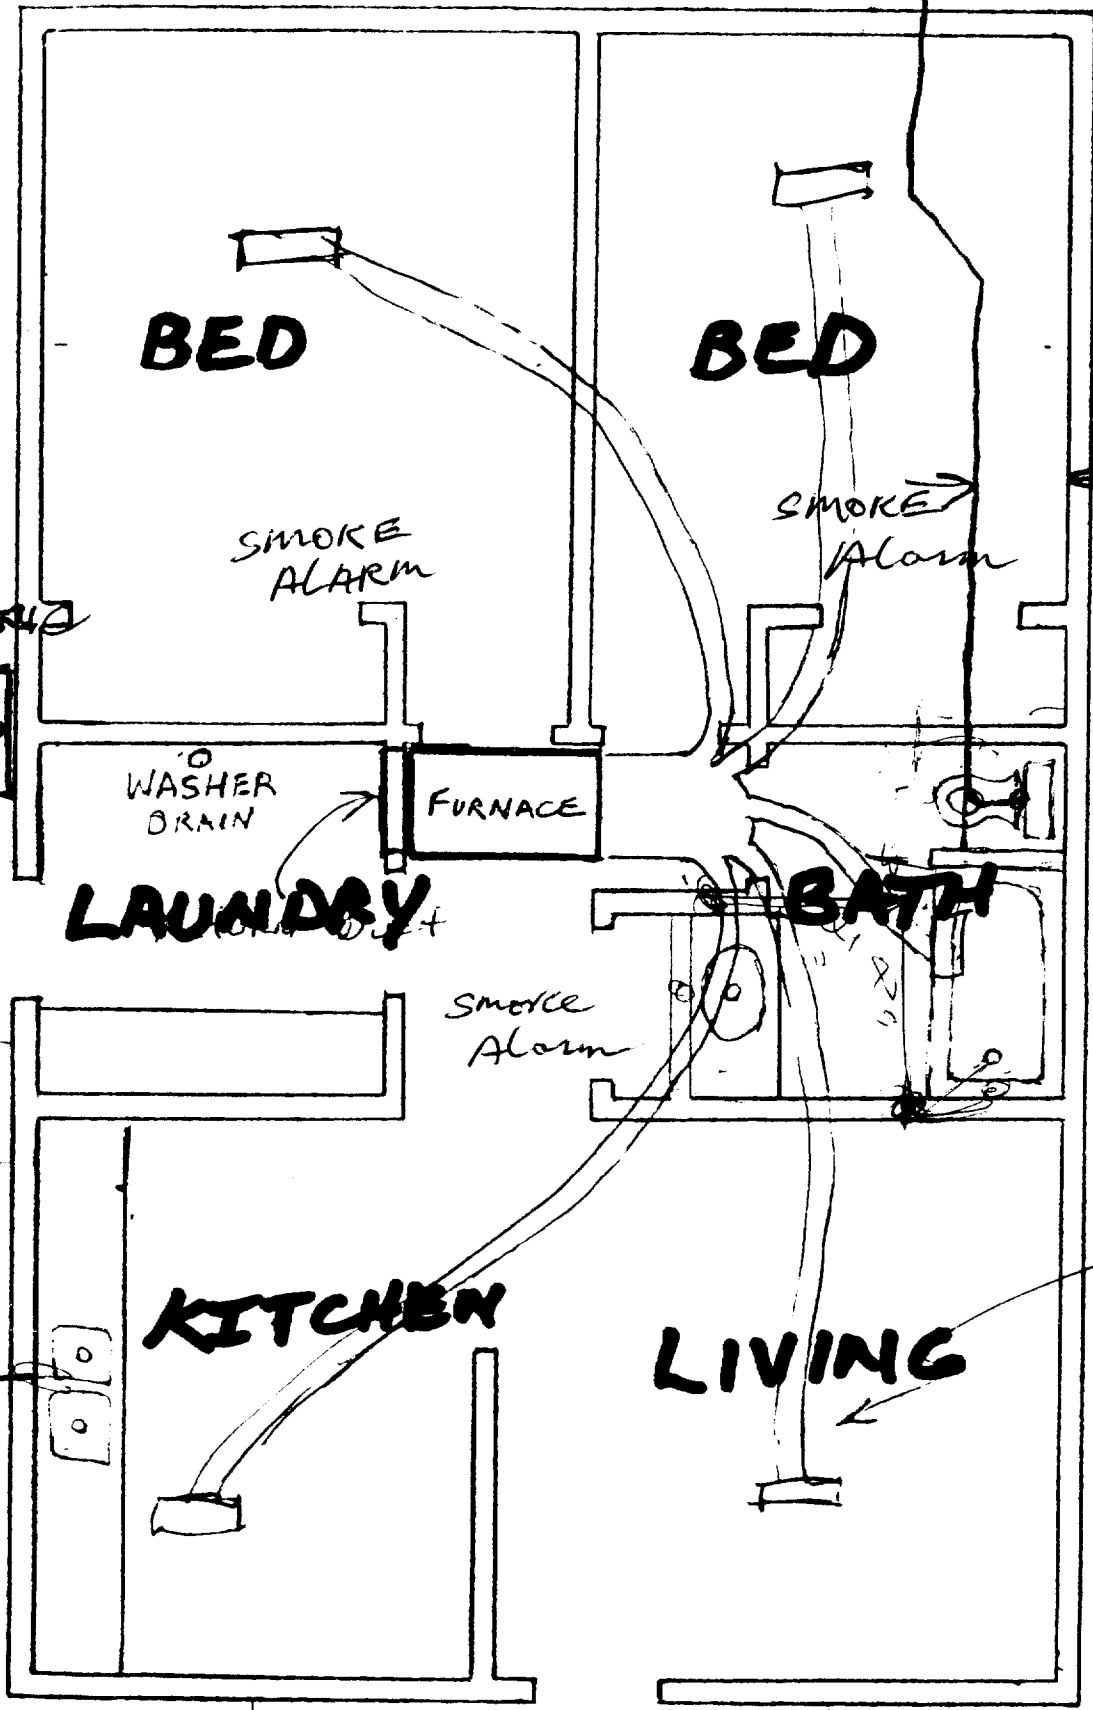 BED
BED
SMOKE
Alarm
SMOKE
ALARM
WASHER
DRAIN
FURNACE
LAUNDRY
BATH
Smoke
Alarm
KITCHEN
LIVING